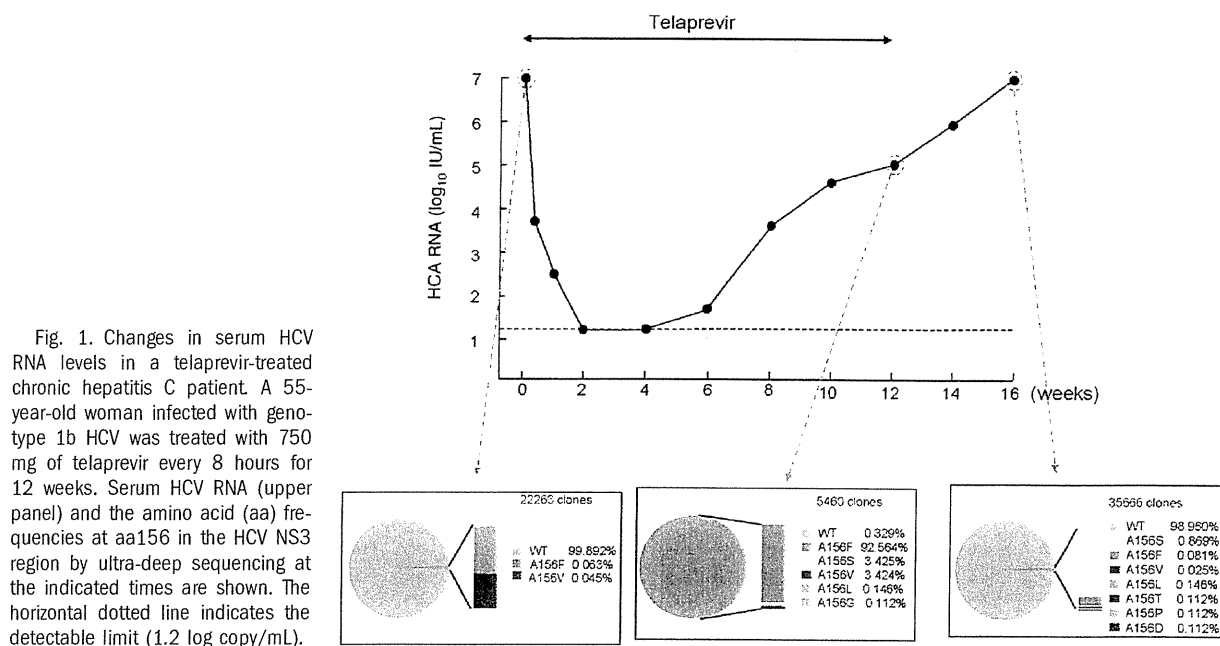 Telaprevir
HCA RNA (log10 IU/mL)
7
6
5
4
3
2
1
0 2 4 6 8 10 12 14 16 (weeks)
Fig. 1. Changes in serum HCV
RNA levels in a telaprevir-treated
chronic hepatitis C patient. A 55-
year-old woman infected with geno-
type 1b HCV was treated with 750
mg of telaprevir every 8 hours for
12 weeks. Serum HCV RNA (upper
panel) and the amino acid (aa) fre-
quencies at aa156 in the HCV NS3
region by ultra-deep sequencing at
the indicated times are shown. The
horizontal dotted line indicates the
detectable limit (1.2 log copy/mL).
22263 clones
WT 99.892%
A156F 0.063%
A156V 0.045%
5460 clones
WT 0.329%
A156F 92.564%
A156S 3.425%
A156V 3.424%
A156L 0.146%
A156G 0.112%
35666 clones
WT 98.950%
A156S 0.869%
A156F 0.081%
A156V 0.025%
A156L 0.146%
A156T 0.112%
A156P 0.112%
A156D 0.112%